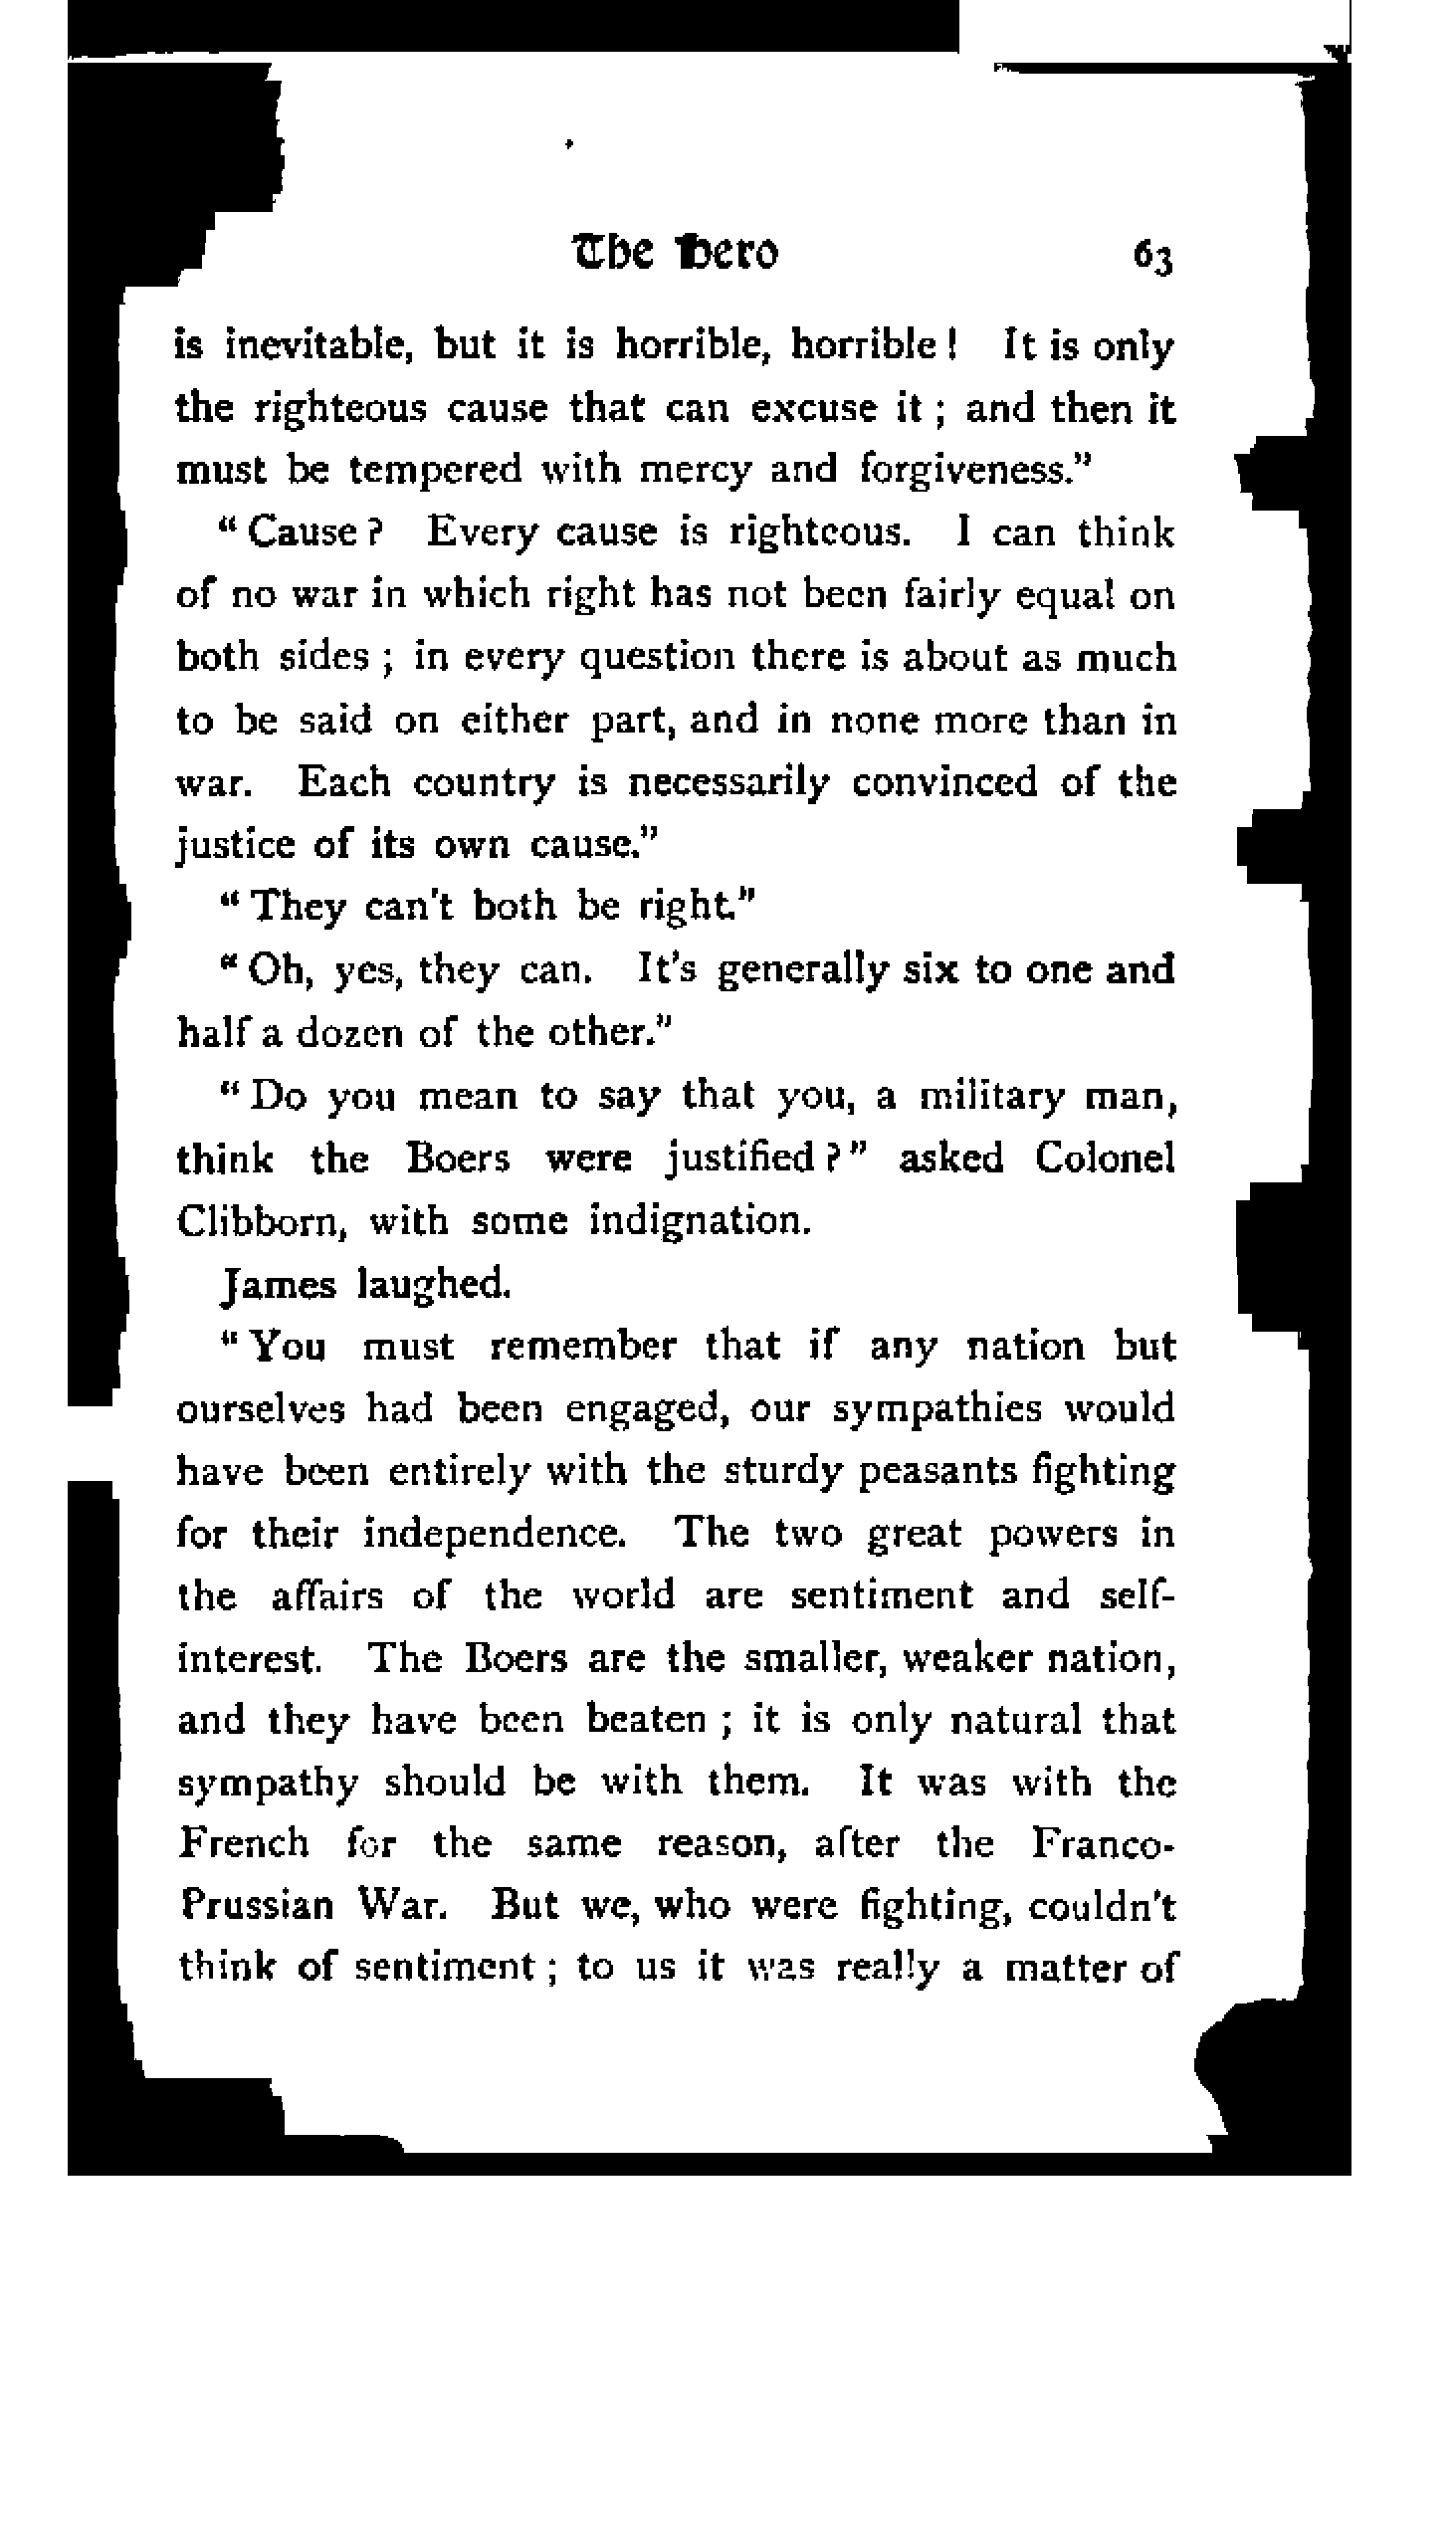 The Hero 63
is inevitable, but it is horrible, horrible! It is only
the righteous cause that can excuse it; and then it
must be tempered with mercy and forgiveness.”
“Cause? Every cause is righteous. I can think
of no war in which right has not been fairly equal on
both sides; in every question there is about as much
to be said on either part, and in none more than in
war. Each country is necessarily convinced of the
justice of its own cause.”
“They can't both be right.”
“Oh, yes, they can. It's generally six to one and
half a dozen of the other.”
“Do you mean to say that you, a military man,
think the Boers were justified?” asked Colonel
Clibborn, with some indignation.
James laughed.
“You must remember that if any nation but
ourselves had been engaged, our sympathies would
have been entirely with the sturdy peasants fighting
for their independence. The two great powers in
the affairs of the world are sentiment and self-
interest. The Boers are the smaller, weaker nation,
and they have been beaten; it is only natural that
sympathy should be with them. It was with the
French for the same reason, after the Franco-
Prussian War. But we, who were fighting, couldn't
think of sentiment; to us it was really a matter of